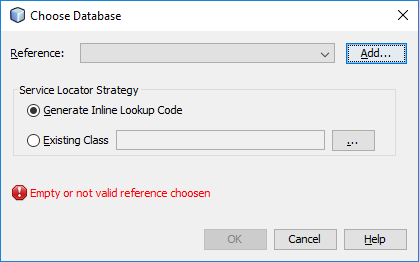 Choose Database
Reference:
Add...
Service Locator Strategy
Generate Inline Lookup Code
Existing Class
...
Empty or not valid reference choosen
OK
Cancel
Help